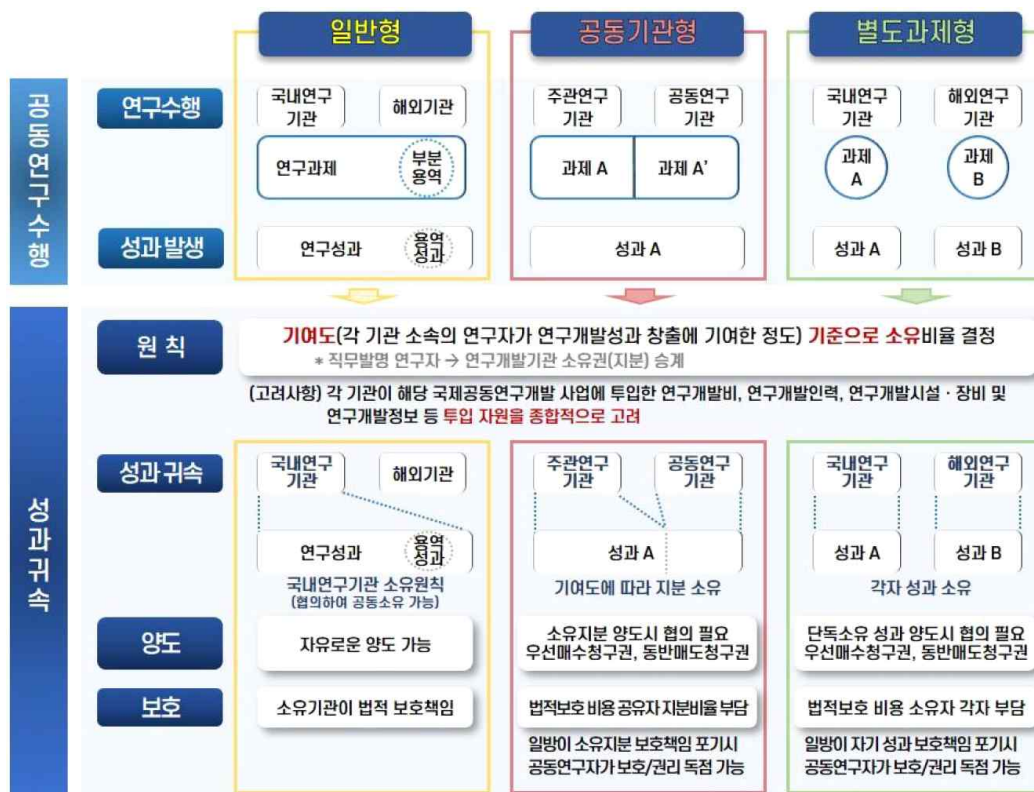 일반형
공동기관형
별도과제형
공동연구수행
연구수행
국내연구
기관
해외기관
주관연구
기관
공동연구
기관
국내연구
기관
해외연구
기관
연구과제
부분
용역
과제 A
과제 A'
과제
A
과제
B
성과 발생
연구성과
용역
성과
성과 A
성과 A
성과 B
성과귀속
원 칙
기여도(각 기관 소속의 연구자가 연구개발성과 창출에 기여한 정도) 기준으로 소유비율 결정
* 직무발명 연구자 → 연구개발기관 소유권(지분) 승계
(고려사항) 각 기관이 해당 국제공동연구개발 사업에 투입한 연구개발비, 연구개발인력, 연구개발시설 · 장비 및
연구개발정보 등 투입 자원을 종합적으로 고려
성과 귀속
국내연구
기관
해외기관
주관연구
기관
공동연구
기관
국내연구
기관
해외연구
기관
연구성과
용역
성과
성과 A
성과 A
성과 B
국내연구기관 소유원칙
(협의하여 공동소유 가능)
기여도에 따라 지분 소유
각자 성과 소유
양도
자유로운 양도 가능
소유지분 양도시 협의 필요
우선매수청구권, 동반매도청구권
단독소유 성과 양도시 협의 필요
우선매수청구권, 동반매도청구권
보호
소유기관이 법적 보호책임
법적보호 비용 공유자 지분비율 부담
법적보호 비용 소유자 각자 부담
일방이 소유지분 보호책임 포기시
공동연구자가 보호/권리 독점 가능
일방이 자기 성과 보호책임 포기시
공동연구자가 보호/권리 독점 가능